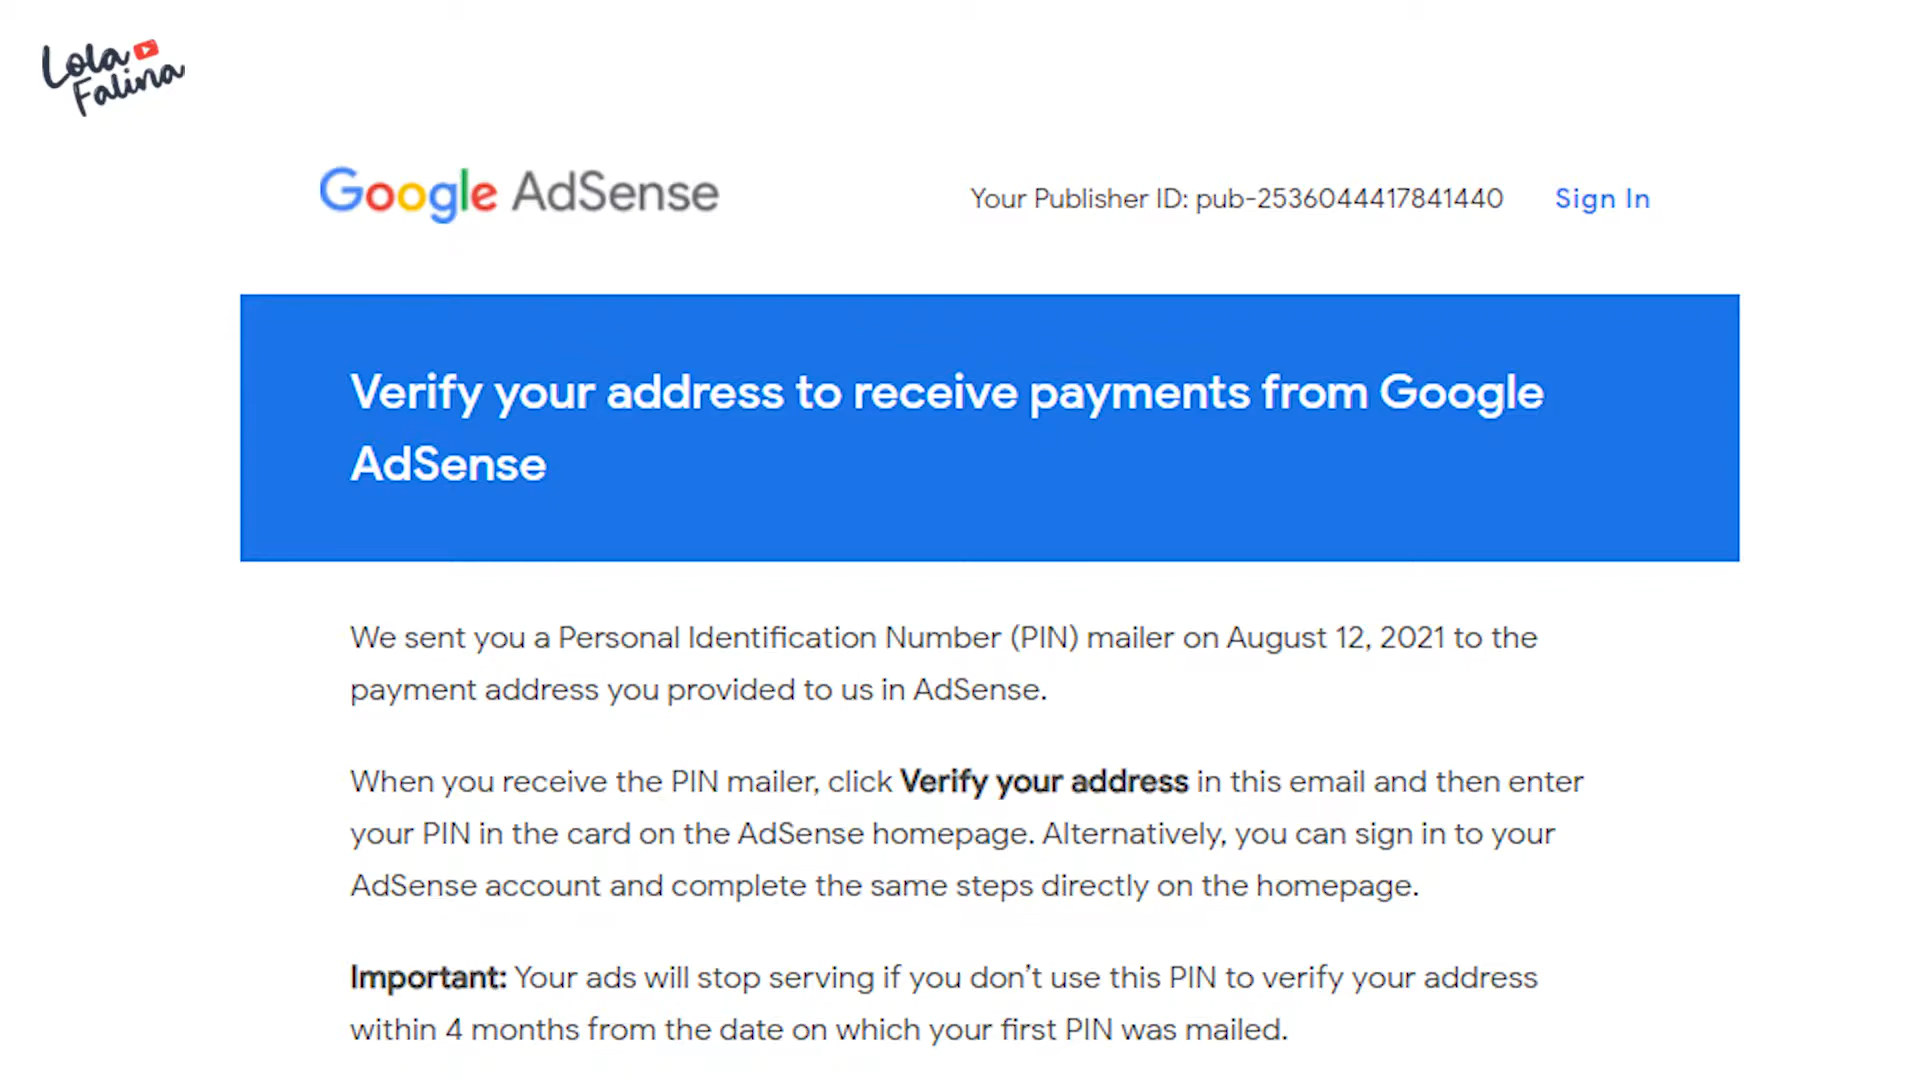 Lola
Falina
Google AdSense
Your Publisher ID: pub-2536044417841440
Sign In
Verify your address to receive payments from Google
AdSense
We sent you a Personal Identification Number (PIN) mailer on August 12, 2021 to the
payment address you provided to us in AdSense.
When you receive the PIN mailer, click Verify your address in this email and then enter
your PIN in the card on the AdSense homepage. Alternatively, you can sign in to your
AdSense account and complete the same steps directly on the homepage.
Important: Your ads will stop serving if you don’t use this PIN to verify your address
within 4 months from the date on which your first PIN was mailed.